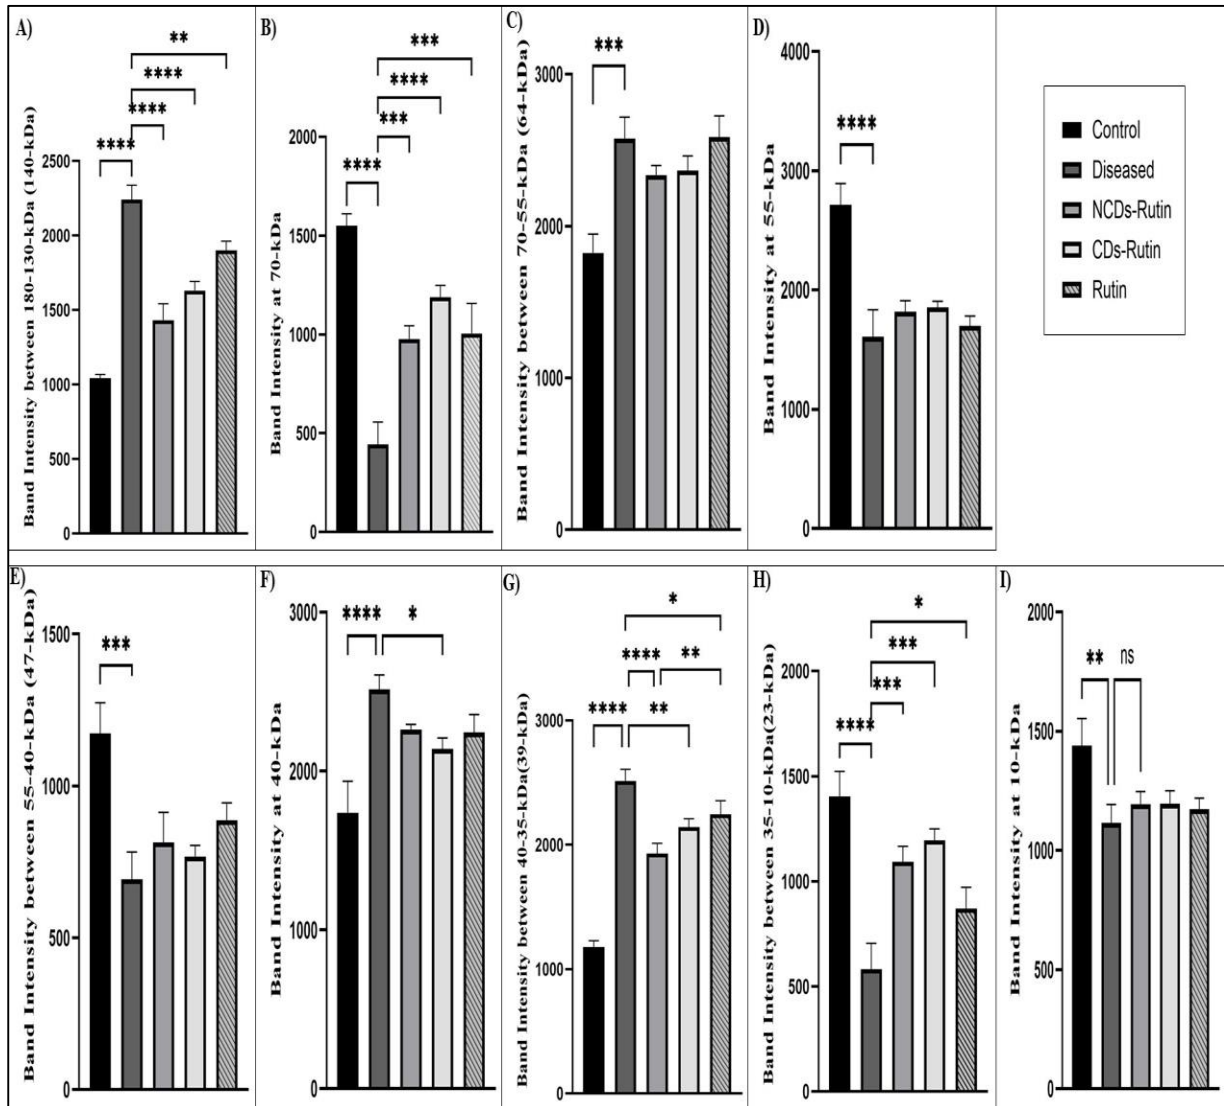 A)
Band Intensity between 180-130-kDa (140-kDa)
2500
2000
1500
1000
500
0
****
****
****
**
B)
Band Intensity at 70-kDa
2000
1500
1000
500
0
****
***
****
***
C)
Band Intensity between 70-55-kDa (64-kDa)
3000
2000
1000
0
***
D)
Band Intensity at 55-kDa
4000
3000
2000
1000
0
****
Control
Diseased
NCDs-Rutin
CDs-Rutin
Rutin
E)
Band Intensity between 55-40-kDa (47-kDa)
1500
1000
500
0
***
F)
Band Intensity at 40-kDa
3000
2000
1000
0
****
*
G)
Band Intensity between 40-35-kDa(39-kDa)
3000
2000
1000
0
*
****
**
****
**
H)
Band Intensity between 35-10-kDa(23-kDa)
2000
1500
1000
500
0
*
***
***
****
I)
Band Intensity at 10-kDa
2000
1500
1000
500
0
**
ns